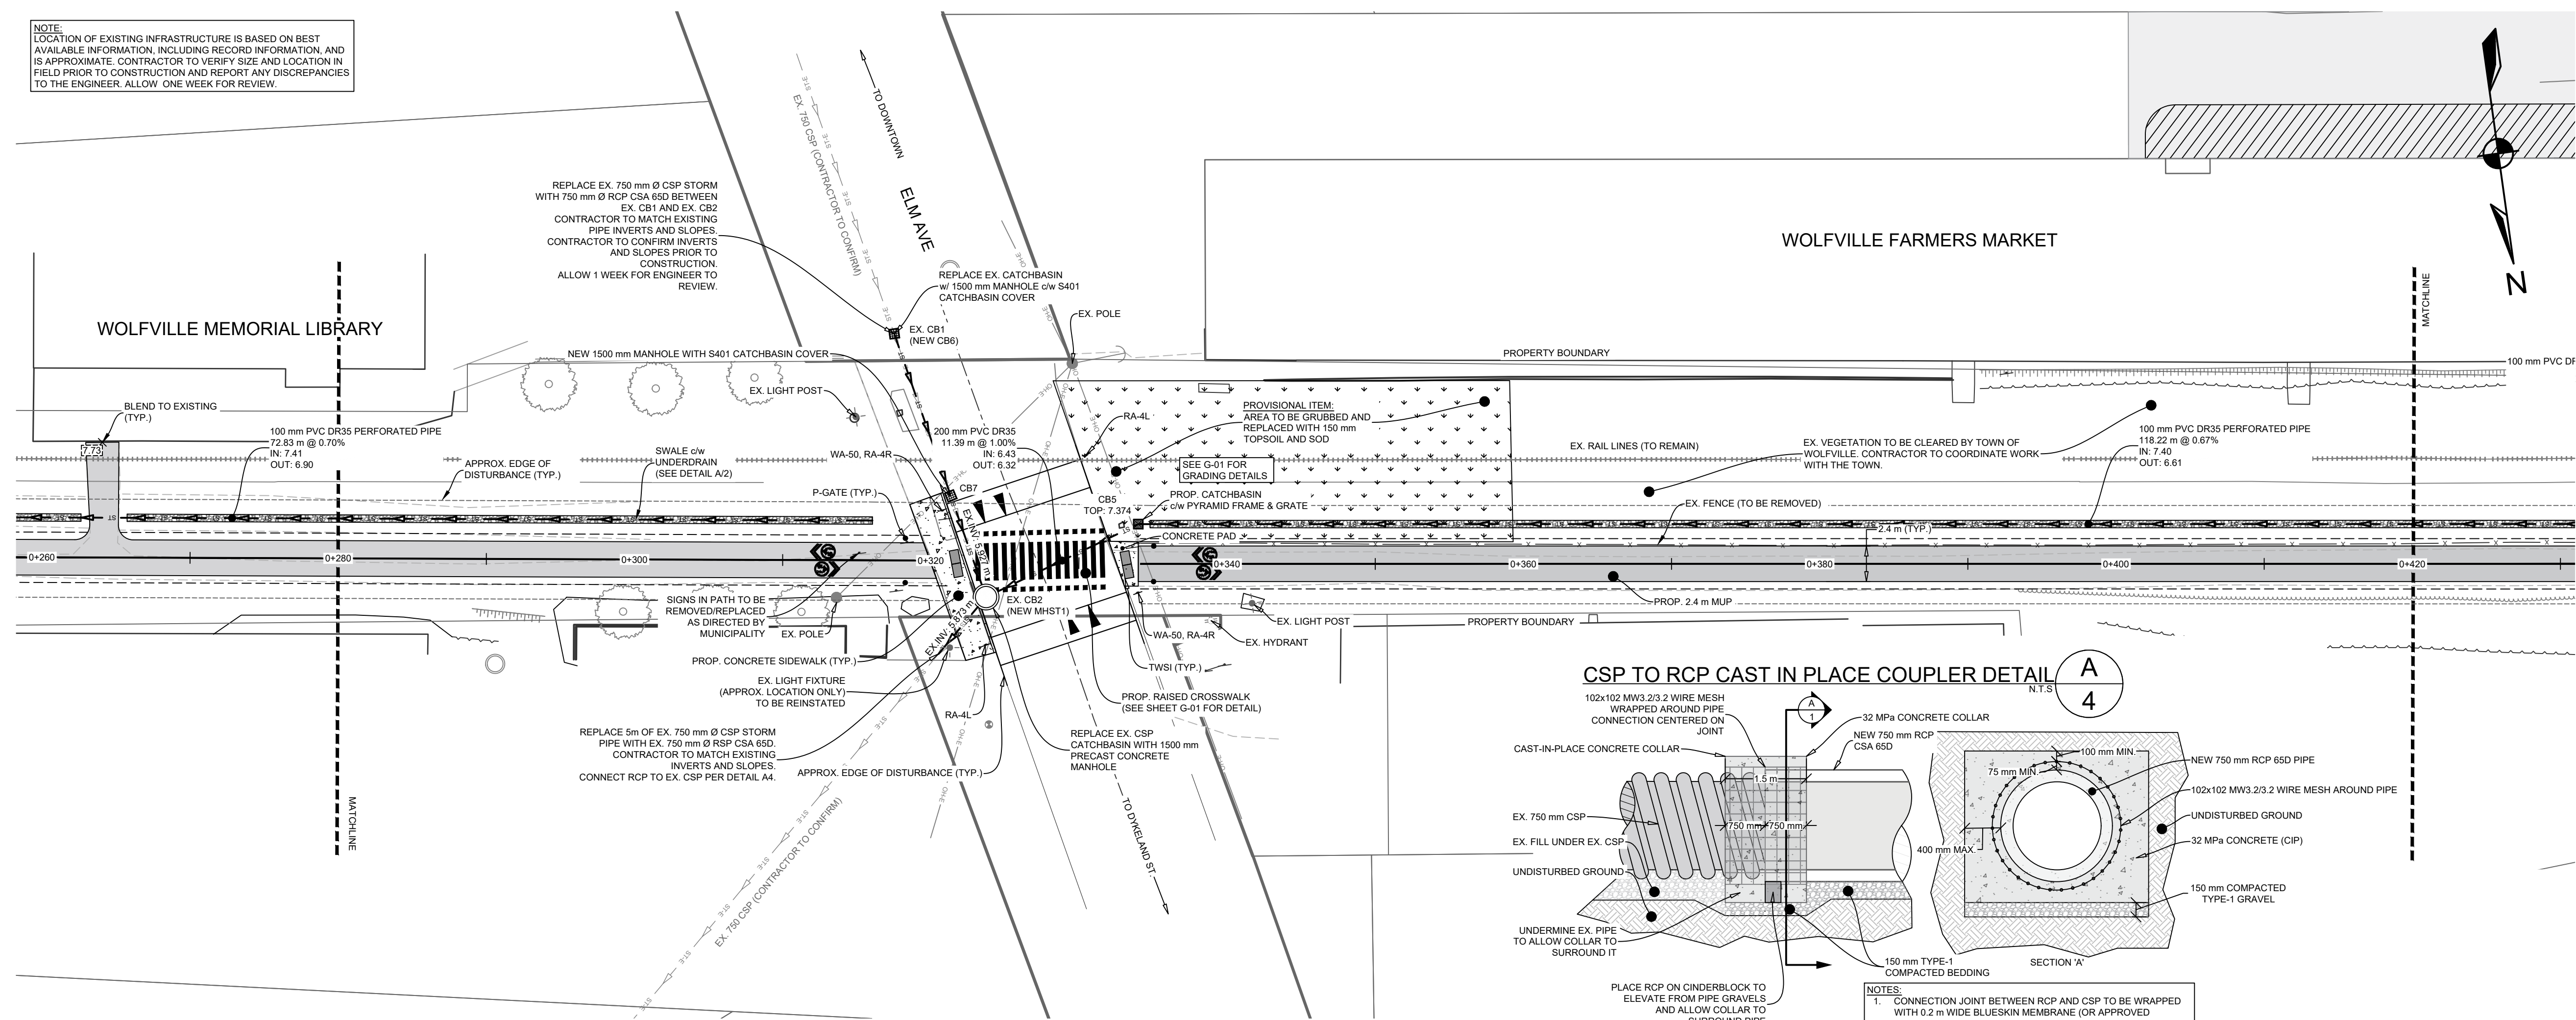 NOTE:
LOCATION OF EXISTING INFRASTRUCTURE IS BASED ON BEST
AVAILABLE INFORMATION, INCLUDING RECORD INFORMATION, AND
IS APPROXIMATE. CONTRACTOR TO VERIFY SIZE AND LOCATION IN
FIELD PRIOR TO CONSTRUCTION AND REPORT ANY DISCREPANCIES
TO THE ENGINEER. ALLOW ONE WEEK FOR REVIEW.
TO DOWNTOWN
ELM AVE
EX. 750 CSP (CONTRACTOR TO CONFIRM)
REPLACE EX. 750 mm Ø CSP STORM
WITH 750 mm Ø RCP CSA 65D BETWEEN
EX. CB1 AND EX. CB2
CONTRACTOR TO MATCH EXISTING
PIPE INVERTS AND SLOPES.
CONTRACTOR TO CONFIRM INVERTS
AND SLOPES PRIOR TO
CONSTRUCTION.
ALLOW 1 WEEK FOR ENGINEER TO
REVIEW.
REPLACE EX. CATCHBASIN
w/ 1500 mm MANHOLE c/w S401
CATCHBASIN COVER
EX. CB1
(NEW CB6)
EX. POLE
WOLFVILLE FARMERS MARKET
N
MATCHLINE
WOLFVILLE MEMORIAL LIBRARY
NEW 1500 mm MANHOLE WITH S401 CATCHBASIN COVER
EX. LIGHT POST
PROPERTY BOUNDARY
100 mm PVC DR
BLEND TO EXISTING
(TYP.)
7.73
100 mm PVC DR35 PERFORATED PIPE
72.83 m @ 0.70%
IN: 7.41
OUT: 6.90
APPROX. EDGE OF
DISTURBANCE (TYP.)
SWALE c/w
UNDERDRAIN
(SEE DETAIL A/2)
200 mm PVC DR35
11.39 m @ 1.00%
IN: 6.43
OUT: 6.32
WA-50, RA-4R
P-GATE (TYP.)
CB7
RA-4L
PROVISIONAL ITEM:
AREA TO BE GRUBBED AND
REPLACED WITH 150 mm
TOPSOIL AND SOD
SEE G-01 FOR
GRADING DETAILS
EX. RAIL LINES (TO REMAIN)
EX. VEGETATION TO BE CLEARED BY TOWN OF
WOLFVILLE. CONTRACTOR TO COORDINATE WORK
WITH THE TOWN.
100 mm PVC DR35 PERFORATED PIPE
118.22 m @ 0.67%
IN: 7.40
OUT: 6.61
CB5
TOP: 7.374
PROP. CATCHBASIN
c/w PYRAMID FRAME & GRATE
EX. FENCE (TO BE REMOVED)
CONCRETE PAD
2.4 m (TYP.)
EX.INV: 5.927 m
0+260
0+280
0+300
0+320
0+340
0+360
0+380
0+400
0+420
SIGNS IN PATH TO BE
REMOVED/REPLACED
AS DIRECTED BY
MUNICIPALITY
EX. POLE
EX. CB2
(NEW MHST1)
EX.INV: 5.873 m
PROP. CONCRETE SIDEWALK (TYP.)
EX. LIGHT FIXTURE
(APPROX. LOCATION ONLY)
TO BE REINSTATED
RA-4L
REPLACE 5m OF EX. 750 mm Ø CSP STORM
PIPE WITH EX. 750 mm Ø RSP CSA 65D.
CONTRACTOR TO MATCH EXISTING
INVERTS AND SLOPES.
CONNECT RCP TO EX. CSP PER DETAIL A4.
APPROX. EDGE OF DISTURBANCE (TYP.)
WA-50, RA-4R
TWSI (TYP.)
EX. HYDRANT
EX. LIGHT POST
PROP. 2.4 m MUP
PROPERTY BOUNDARY
PROP. RAISED CROSSWALK
(SEE SHEET G-01 FOR DETAIL)
REPLACE EX. CSP
CATCHBASIN WITH 1500 mm
PRECAST CONCRETE
MANHOLE
TO DYKELAND ST.
EX. 750 CSP (CONTRACTOR TO CONFIRM)
MATCHLINE
CSP TO RCP CAST IN PLACE COUPLER DETAIL
N.T.S
A
4
102x102 MW3.2/3.2 WIRE MESH
WRAPPED AROUND PIPE
CONNECTION CENTERED ON
JOINT
CAST-IN-PLACE CONCRETE COLLAR
A
1
32 MPa CONCRETE COLLAR
NEW 750 mm RCP
CSA 65D
1.5 m
750 mm
750 mm
EX. 750 mm CSP
EX. FILL UNDER EX. CSP
UNDISTURBED GROUND
UNDERMINE EX. PIPE
TO ALLOW COLLAR TO
SURROUND IT
PLACE RCP ON CINDERBLOCK TO
ELEVATE FROM PIPE GRAVELS
AND ALLOW COLLAR TO
SURROUND PIPE
150 mm TYPE-1
COMPACTED BEDDING
100 mm MIN.
75 mm MIN.
400 mm MAX.
NEW 750 mm RCP 65D PIPE
102x102 MW3.2/3.2 WIRE MESH AROUND PIPE
UNDISTURBED GROUND
32 MPa CONCRETE (CIP)
150 mm COMPACTED
TYPE-1 GRAVEL
SECTION 'A'
NOTES:
1. CONNECTION JOINT BETWEEN RCP AND CSP TO BE WRAPPED
WITH 0.2 m WIDE BLUESKIN MEMBRANE (OR APPROVED